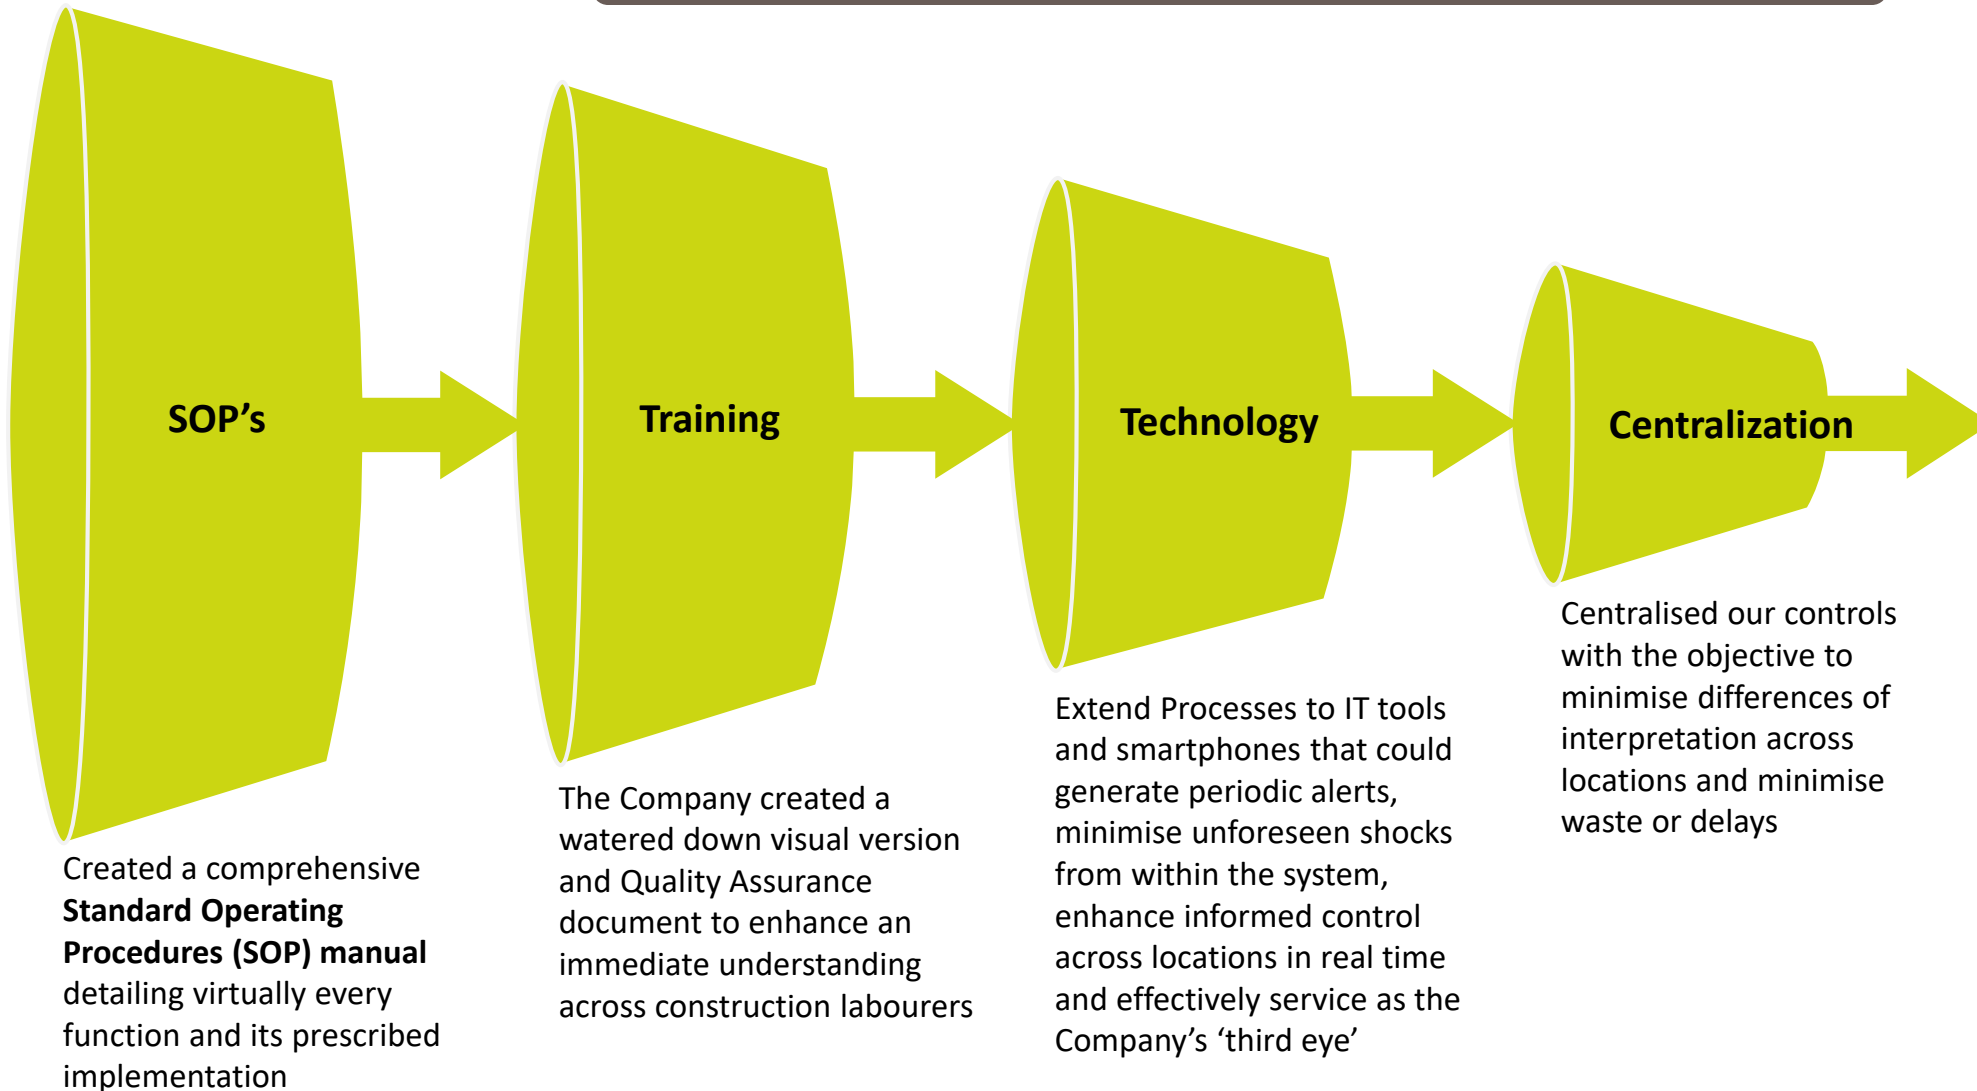 SOP’s
Training
Technology
Centralization
Created a comprehensive
Standard Operating
Procedures (SOP) manual
detailing virtually every
function and its prescribed
implementation
The Company created a
watered down visual version
and Quality Assurance
document to enhance an
immediate understanding
across construction labourers
Extend Processes to IT tools
and smartphones that could
generate periodic alerts,
minimise unforeseen shocks
from within the system,
enhance informed control
across locations in real time
and effectively service as the
Company’s ‘third eye’
Centralised our controls
with the objective to
minimise differences of
interpretation across
locations and minimise
waste or delays